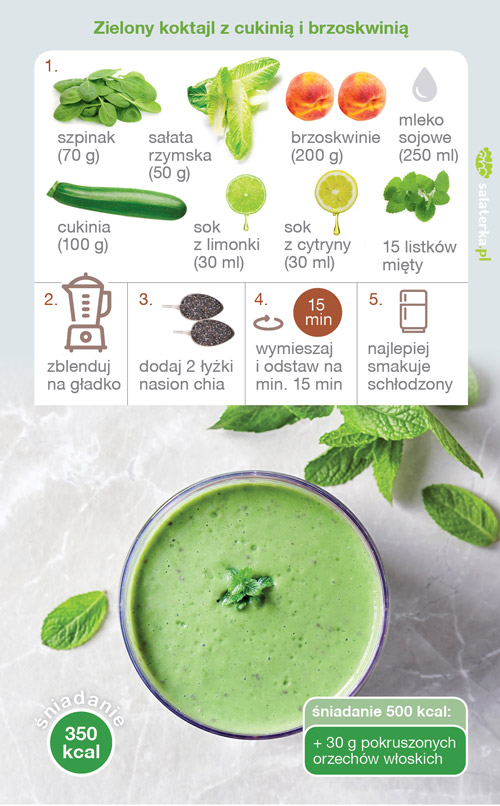 Zielony koktajl z cukinią i brzoskwinią
1.
szpinak
(70 g)
sałata
rzymska
(50 g)
brzoskwinie
(200 g)
mleko
sojowe
(250 ml)
cukinia
(100 g)
sok
z limonki
(30 ml)
sok
z cytryny
(30 ml)
15 listków
mięty
salaterka.pl
2.
zblenduj
na gładko
3.
dodaj 2 łyżki
nasion chia
4.
15
min
wymieszaj
i odstaw na
min. 15 min
5.
najlepiej
smakuje
schłodzony
śniadanie
350
kcal
śniadanie 500 kcal:
+ 30 g pokruszonych
orzechów włoskich